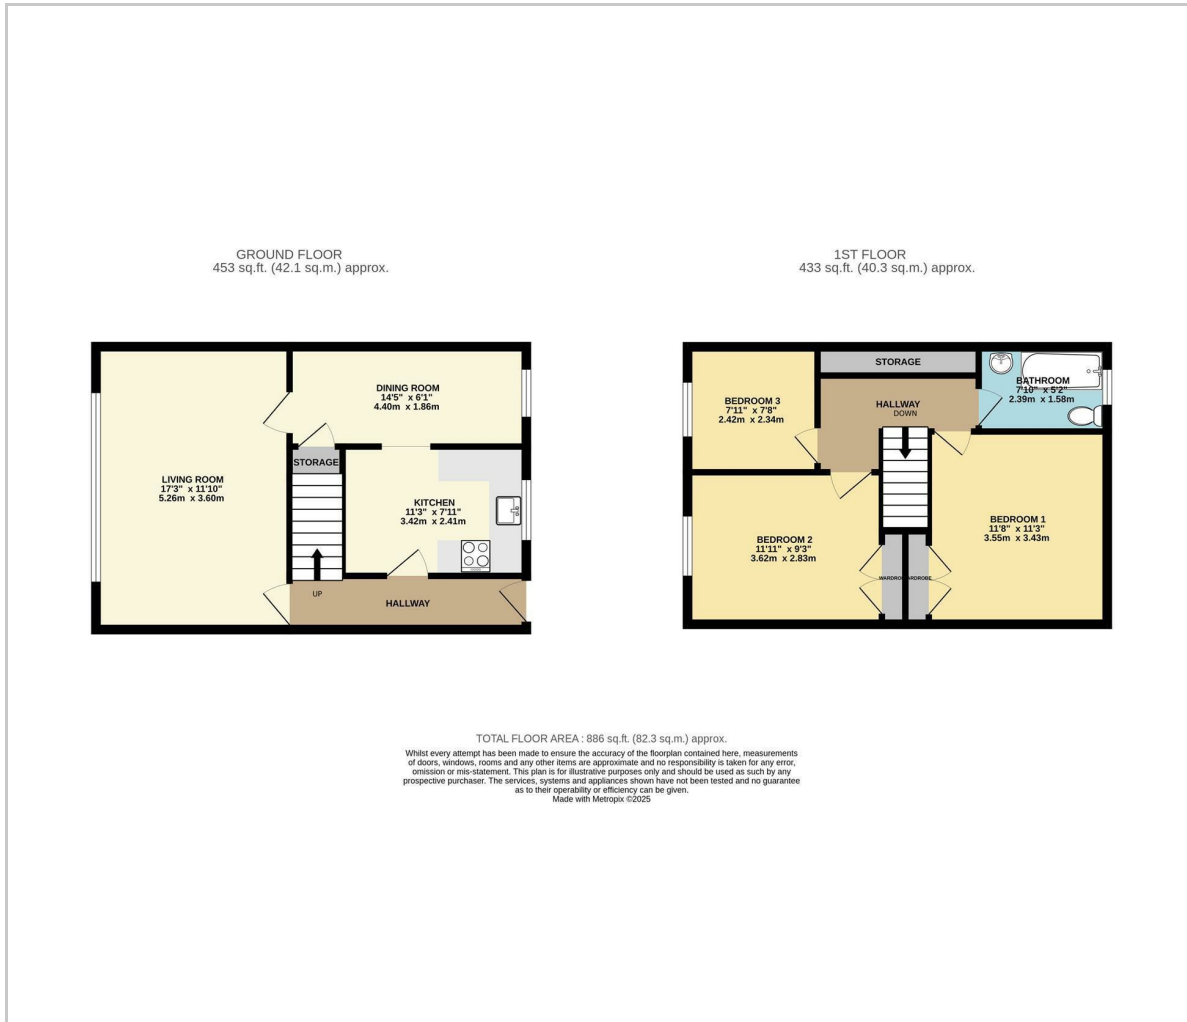 GROUND FLOOR
453 sq.ft. (42.1 sq.m.) approx.
1ST FLOOR
433 sq.ft. (40.3 sq.m.) approx.
DINING ROOM
14'5" x 6'1"
4.40m x 1.86m
STORAGE
LIVING ROOM
17'3" x 11'10"
5.26m x 3.60m
KITCHEN
11'3" x 7'11"
3.42m x 2.41m
UP
HALLWAY
STORAGE
BATHROOM
7'10" x 5'2"
2.39m x 1.58m
BEDROOM 3
7'11" x 7'8"
2.42m x 2.34m
HALLWAY
DOWN
BEDROOM 1
11'8" x 11'3"
3.55m x 3.43m
BEDROOM 2
11'11" x 9'3"
3.62m x 2.83m
TOTAL FLOOR AREA : 886 sq.ft. (82.3 sq.m.) approx.
Whilst every attempt has been made to ensure the accuracy of the floorplan contained here, measurements
of doors, windows, rooms and any other items are approximate and no responsibility is taken for any error,
omission or mis-statement. This plan is for illustrative purposes only and should be used as such by any
prospective purchaser. The services, systems and appliances shown have not been tested and no guarantee
as to their operability or efficiency can be given.
Made with Metropix ©2025